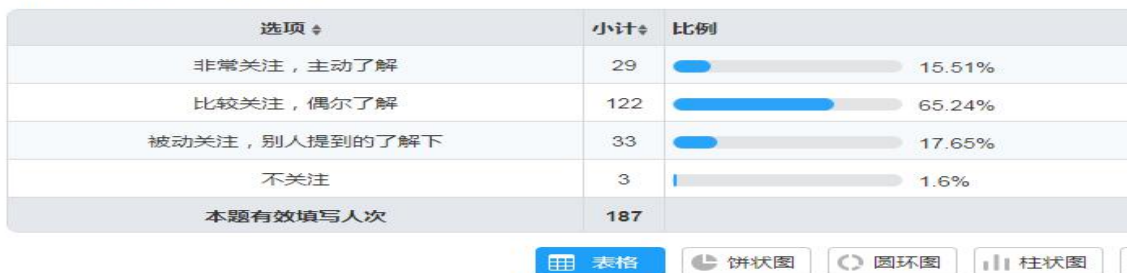 选项 小计 比例
非常关注，主动了解 29 15.51%
比较关注，偶尔了解 122 65.24%
被动关注，别人提到的了解下 33 17.65%
不关注 3 1.6%
本题有效填写人次 187
表格 饼状图 圆环图 柱状图